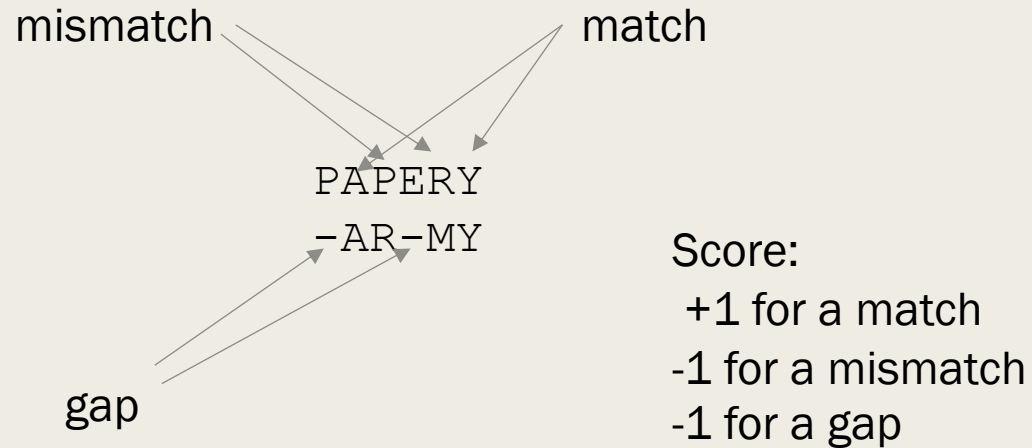 mismatch
match
PAPERY
-AR-MY
gap
Score:
+1 for a match
-1 for a mismatch
-1 for a gap